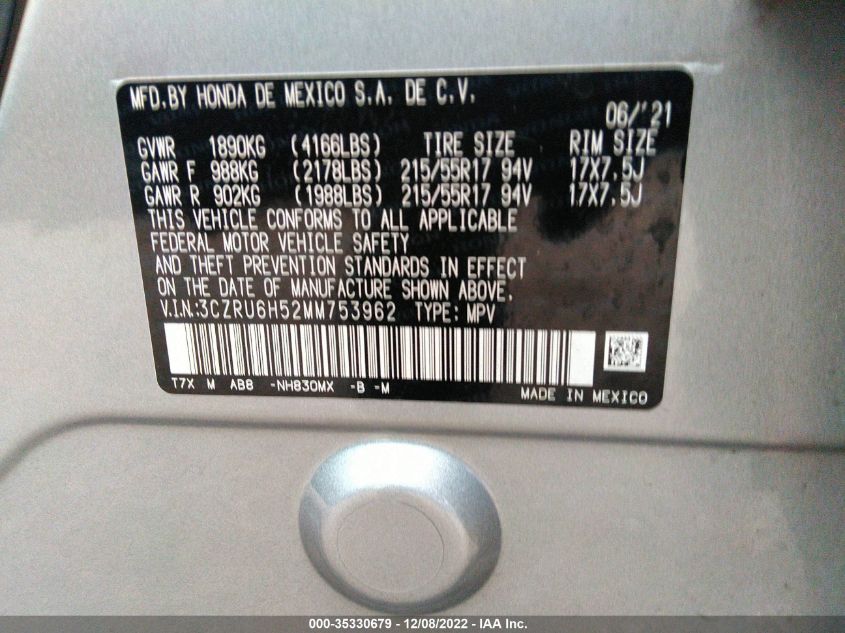 MFD.BY HONDA DE MEXICO S.A. DE C.V.
06/'21
GVWR 1890KG (4166LBS) TIRE SIZE RIM SIZE
GAWR F 988KG (2178LBS) 215/55R17 94V 17X7.5J
GAWR R 902KG (1988LBS) 215/55R17 94V 17X7.5J
THIS VEHICLE CONFORMS TO ALL APPLICABLE
FEDERAL MOTOR VEHICLE SAFETY
AND THEFT PREVENTION STANDARDS IN EFFECT
ON THE DATE OF MANUFACTURE SHOWN ABOVE.
V.I.N.:3CZRU6H52MM753962 TYPE: MPV
T7X M AB8 -NH830MX -B -M
MADE IN MEXICO
000-35330679 - 12/08/2022 - IAA Inc.